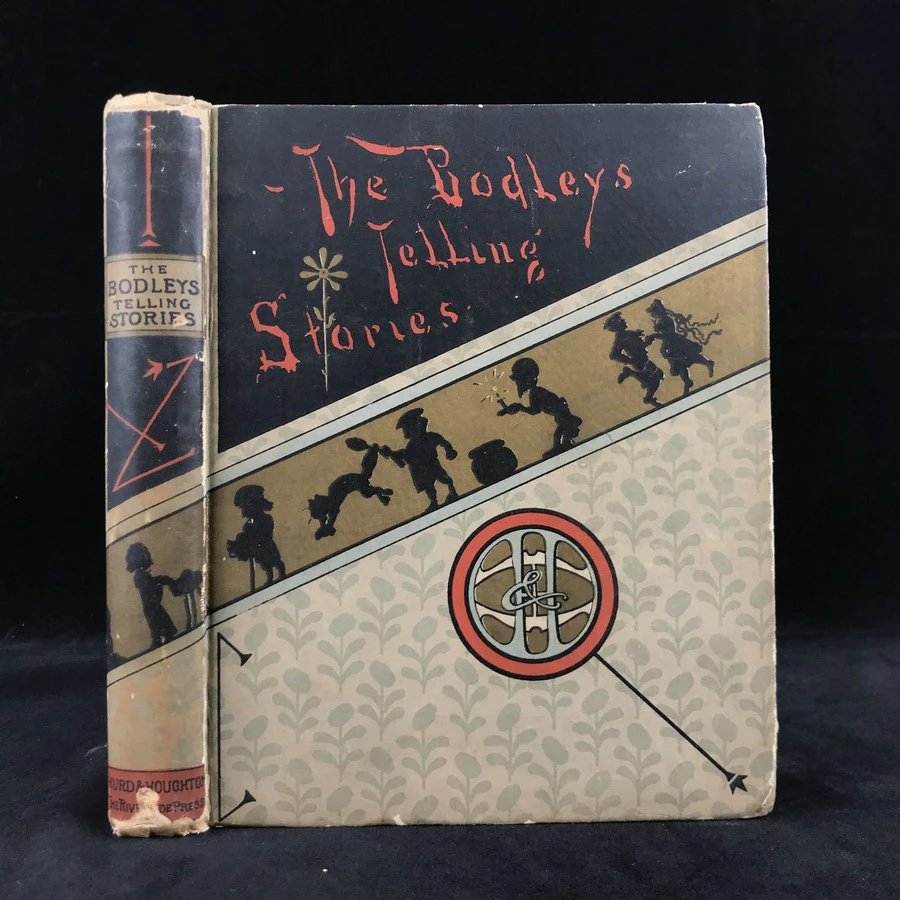 The Bodleys
Telling
Stories.
H & H
THE
BODLEYS
TELLING
STORIES
HURD & HOUGHTON
THE RIVERSIDE PRESS